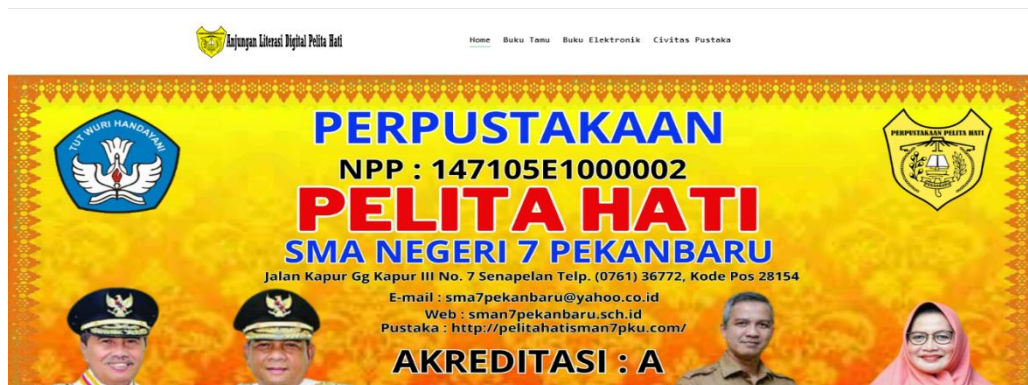 Anjungan Literasi Digital Pelita Hati
Home Buku Tamu Buku Elektronik Civitas Pustaka
TUT WURI HANDAYANI
PERPUSTAKAAN PELITA HATI
PERPUSTAKAAN
NPP : 147105E1000002
PELITA HATI
SMA NEGERI 7 PEKANBARU
Jalan Kapur Gg Kapur III No. 7 Senapelan Telp. (0761) 36772, Kode Pos 28154
E-mail : sma7pekanbaru@yahoo.co.id
Web : sman7pekanbaru.sch.id
Pustaka : http://pelitahatisman7pku.com/
AKREDITASI : A